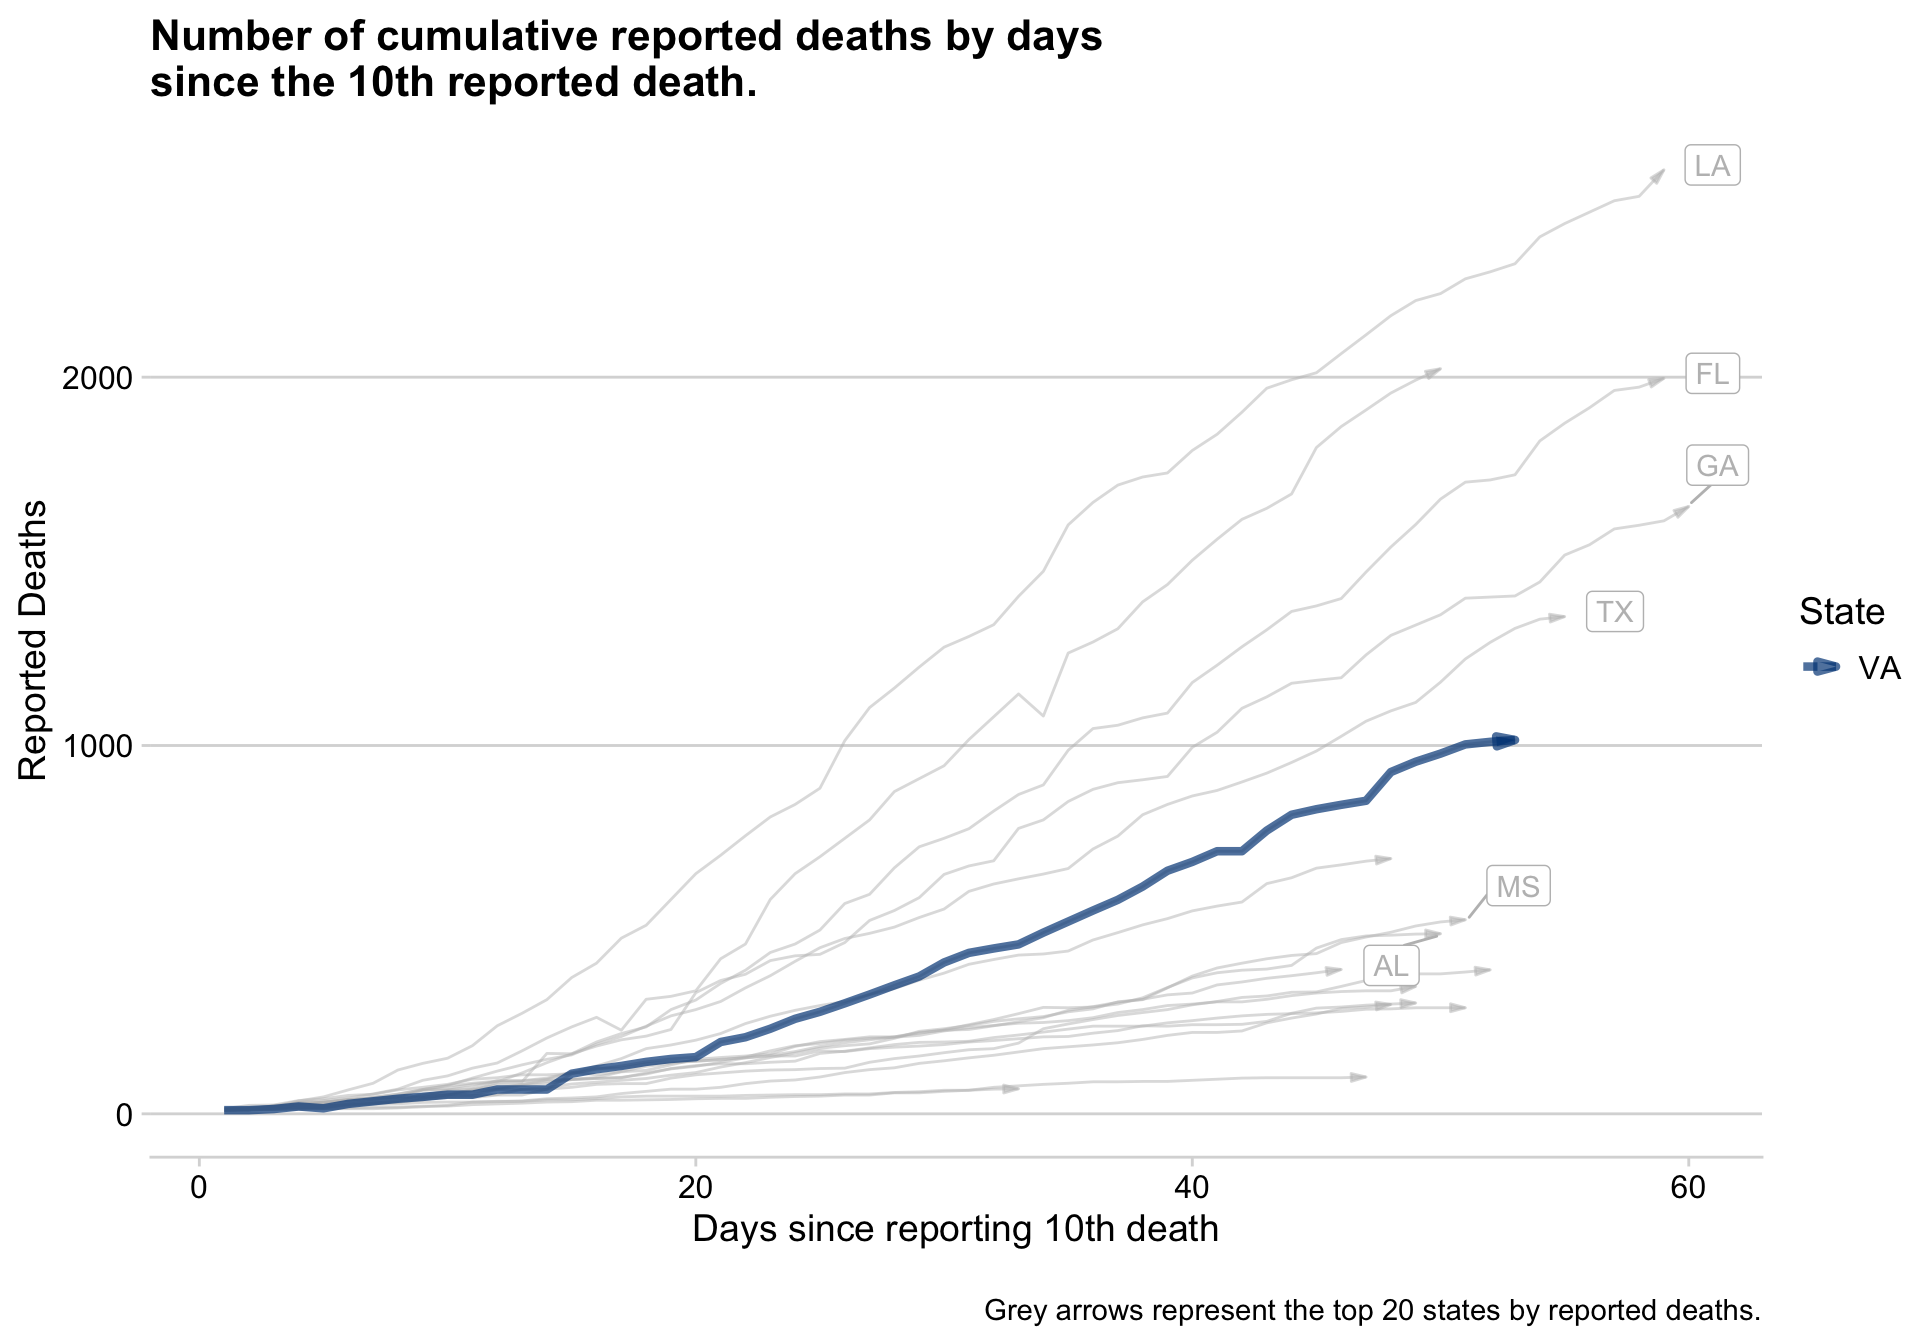 Number of cumulative reported deaths by days
since the 10th reported death.
LA
2000
FL
GA
Reported Deaths
TX
State
VA
1000
MS
AL
0
0 20 40 60
Days since reporting 10th death
Grey arrows represent the top 20 states by reported deaths.